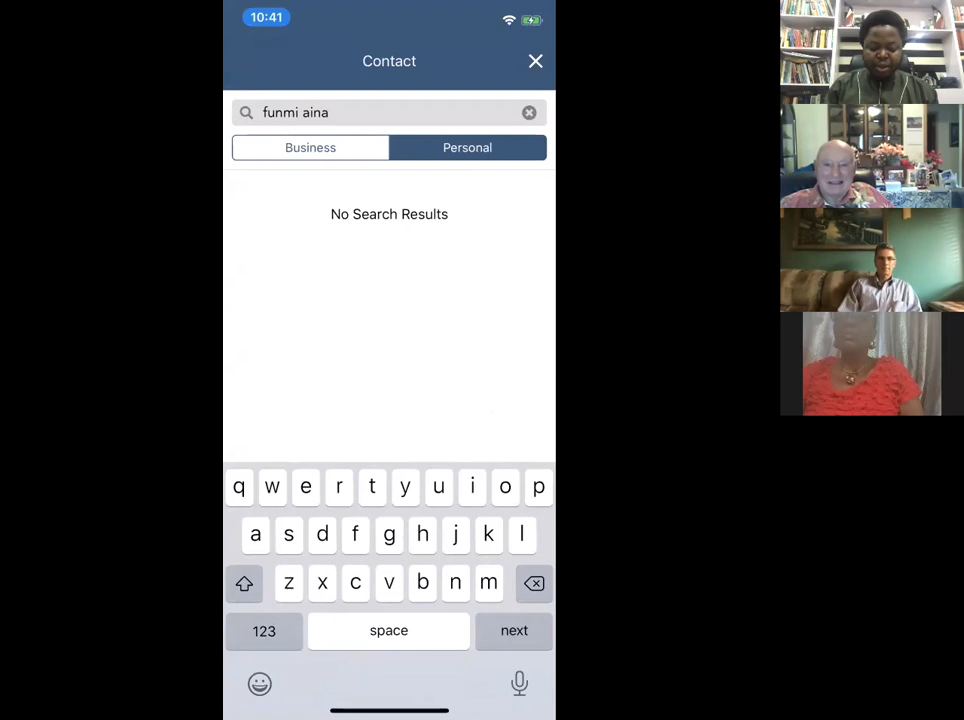 10:41
Contact
funmi aina
Business Personal
No Search Results
q w e r t y u i o p
a s d f g h j k l
z x c v b n m
123 space next